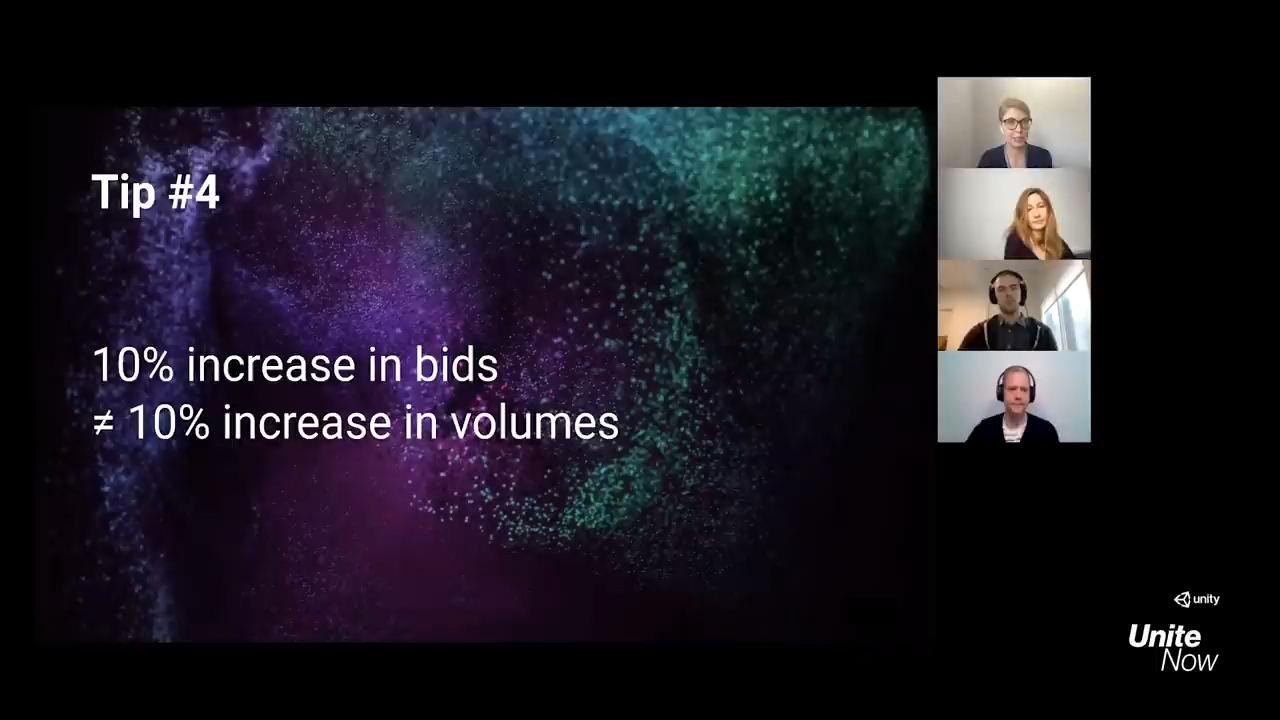 Tip #4
10% increase in bids
≠ 10% increase in volumes
unity
Unite
Now